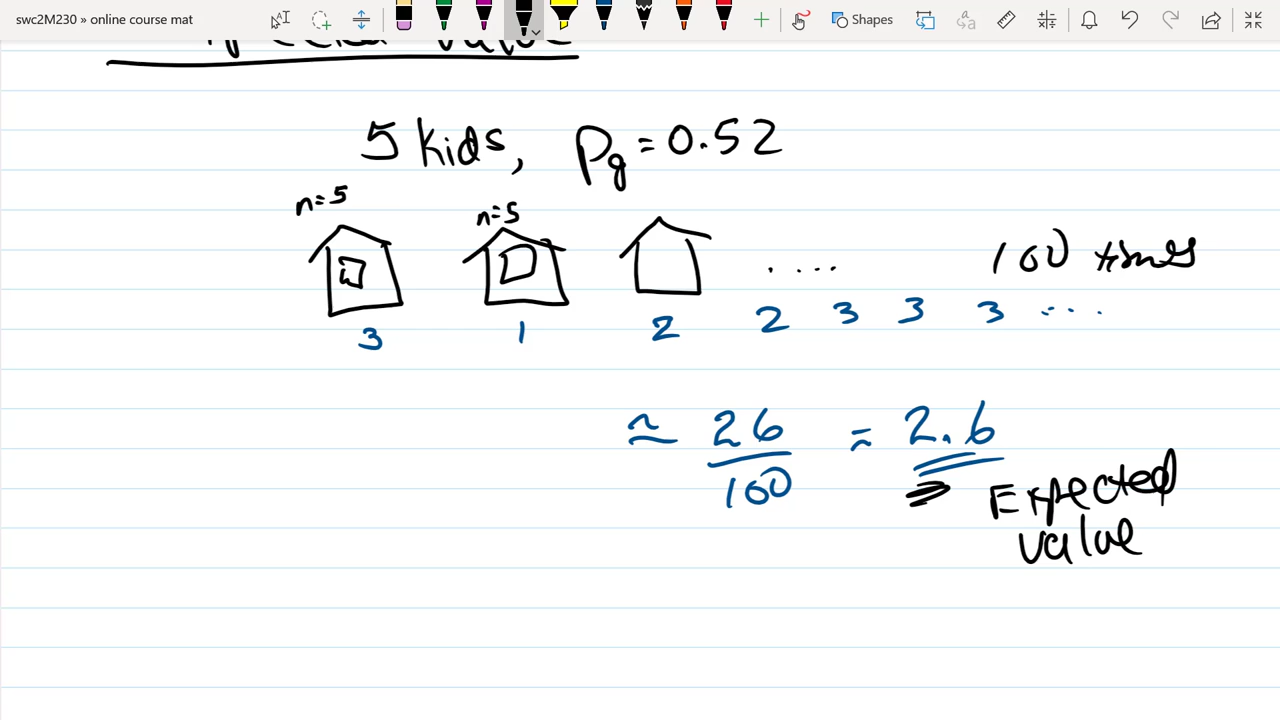 swc2M230 » online course mat
Shapes
value
5 kids, Pg = 0.52
n=5 n=5
.... 100 times
3 1 2 2 3 3 3 ....
≈ 26/100 = 2.6
Expected
value